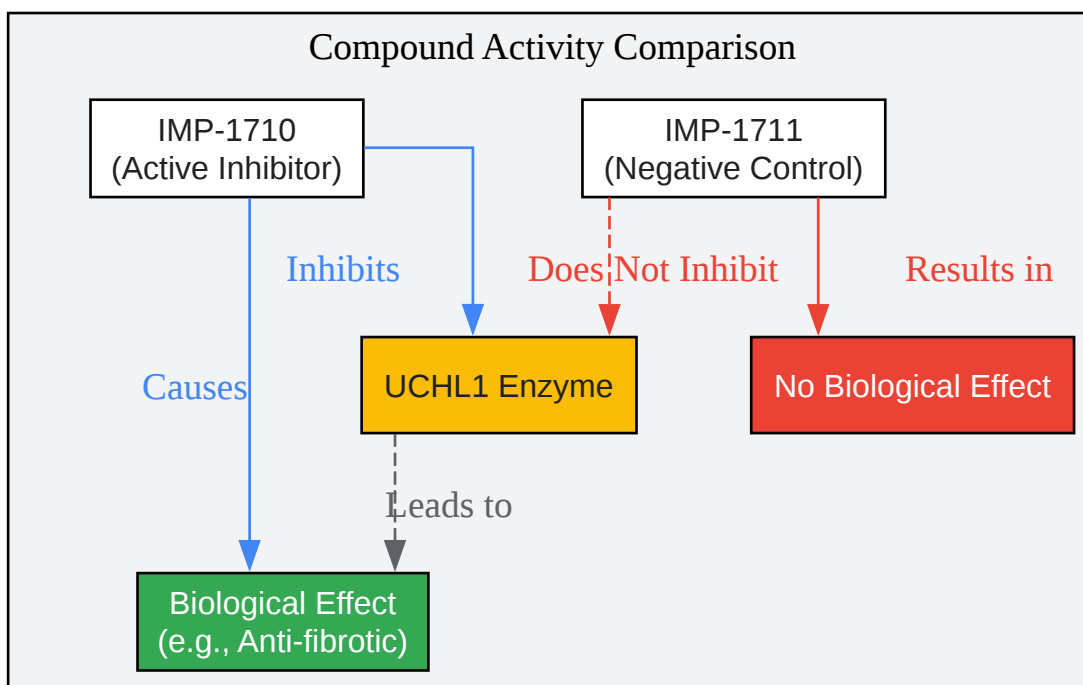 Compound Activity Comparison
IMP-1710
(Active Inhibitor)
IMP-1711
(Negative Control)
Inhibits
Does Not Inhibit
Results in
Causes
UCHL1 Enzyme
No Biological Effect
Leads to
Biological Effect
(e.g., Anti-fibrotic)